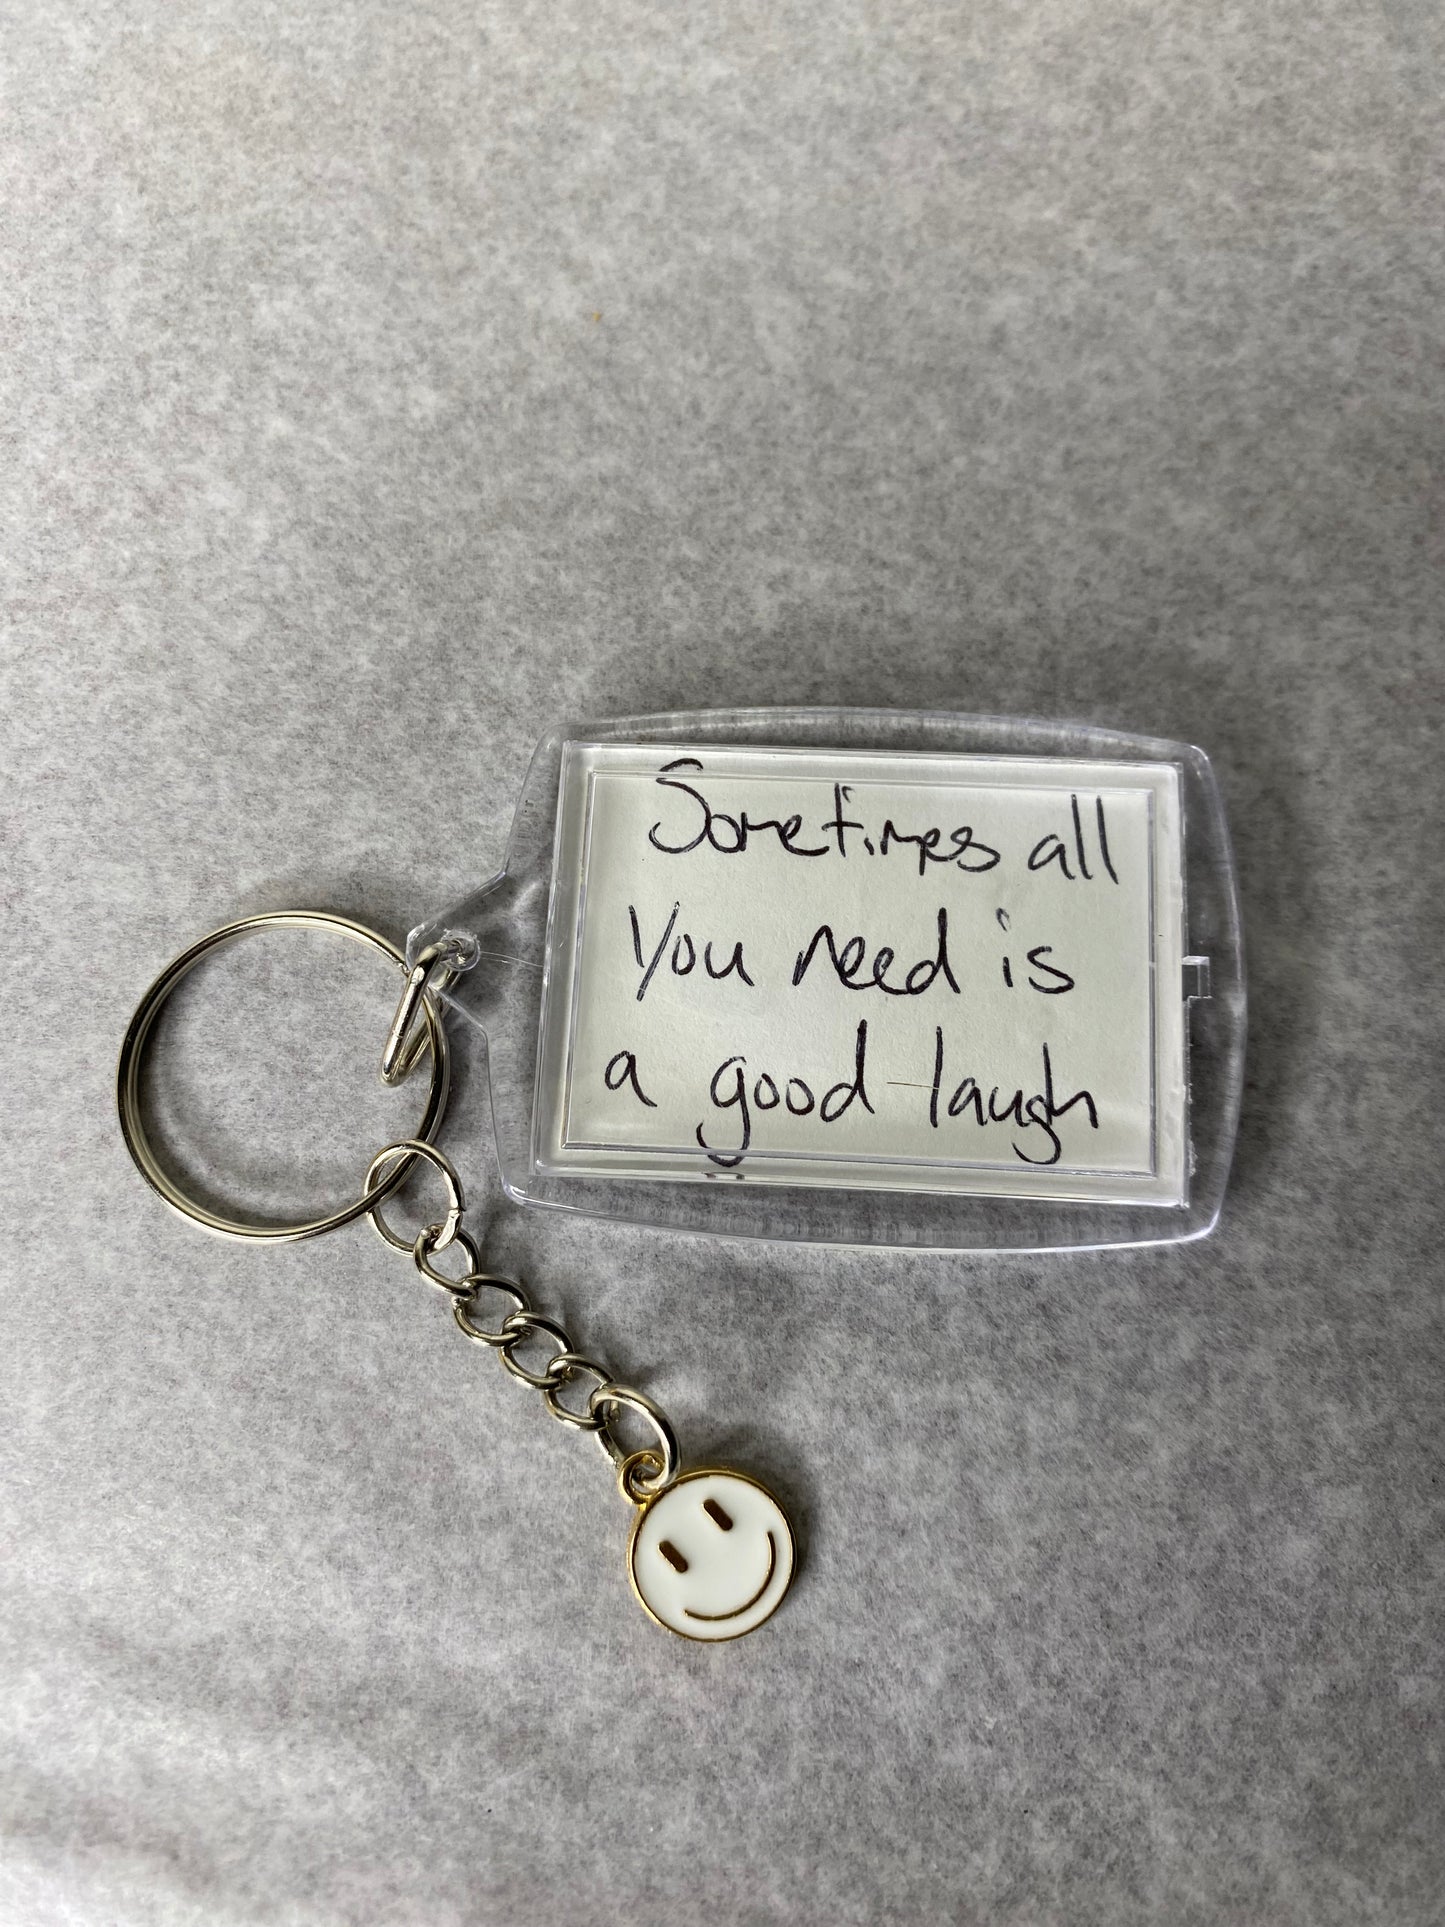 Sometimes all
you need is
a good laugh